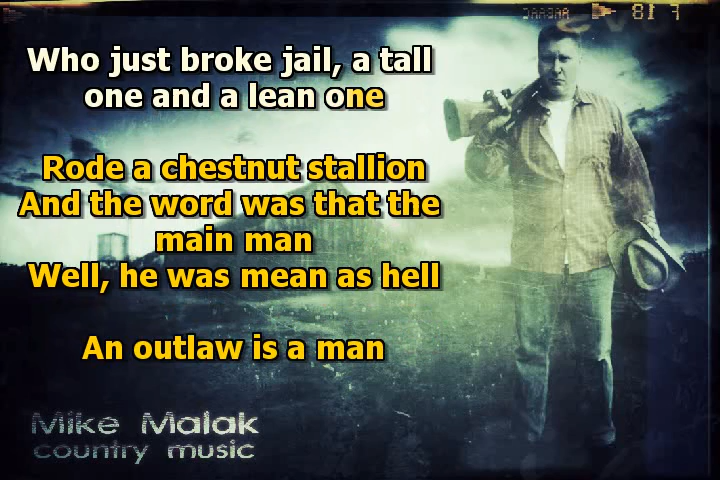 Who just broke jail, a tall
one and a lean one
Rode a chestnut stallion
And the word was that the
main man
Well, he was mean as hell
An outlaw is a man
Mike Malak
country music